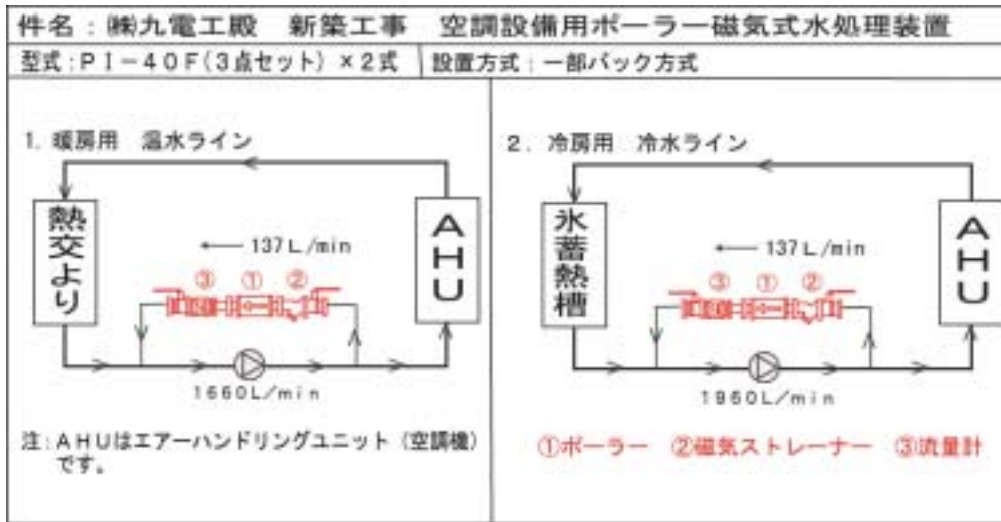 件名：㈱九電工殿　新築工事　空調設備用ポーラー磁気式水処理装置
型式：ＰＩ－４０Ｆ（３点セット）×２式
設置方式：一部バック方式
1. 暖房用　温水ライン
熱交より
AHU
137L/min
③ ① ②
1660L/min
注：ＡＨＵはエアーハンドリングユニット（空調機）
です。
2. 冷房用　冷水ライン
氷蓄熱槽
AHU
137L/min
③ ① ②
1960L/min
①ポーラー　②磁気ストレーナー　③流量計